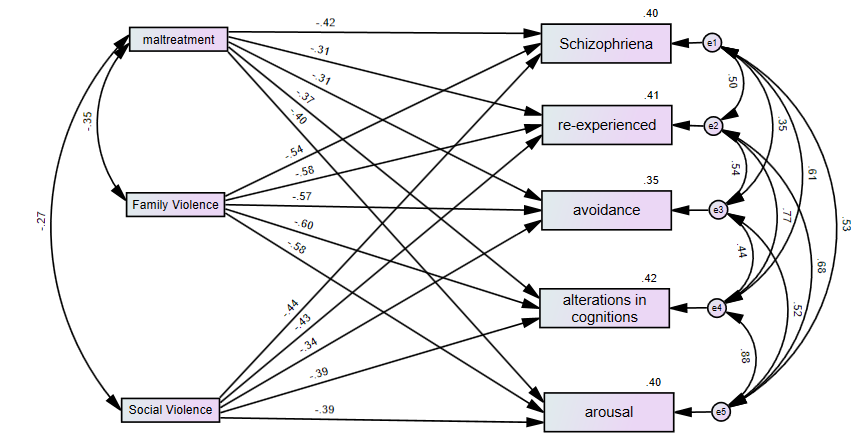 .40
-.42
maltreatment
Schizophriena
e1
-.31
-.31
.50
-.37
.41
-.40
re-experienced
e2
.35
-.35
-.54
.54
.61
-.58
.35
-.57
Family Violence
avoidance
e3
.77
-.27
-.60
.53
-.58
.44
.68
.42
-.44
alterations in
cognitions
e4
.52
-.43
-.34
.88
-.39
.40
Social Violence
-.39
arousal
e5